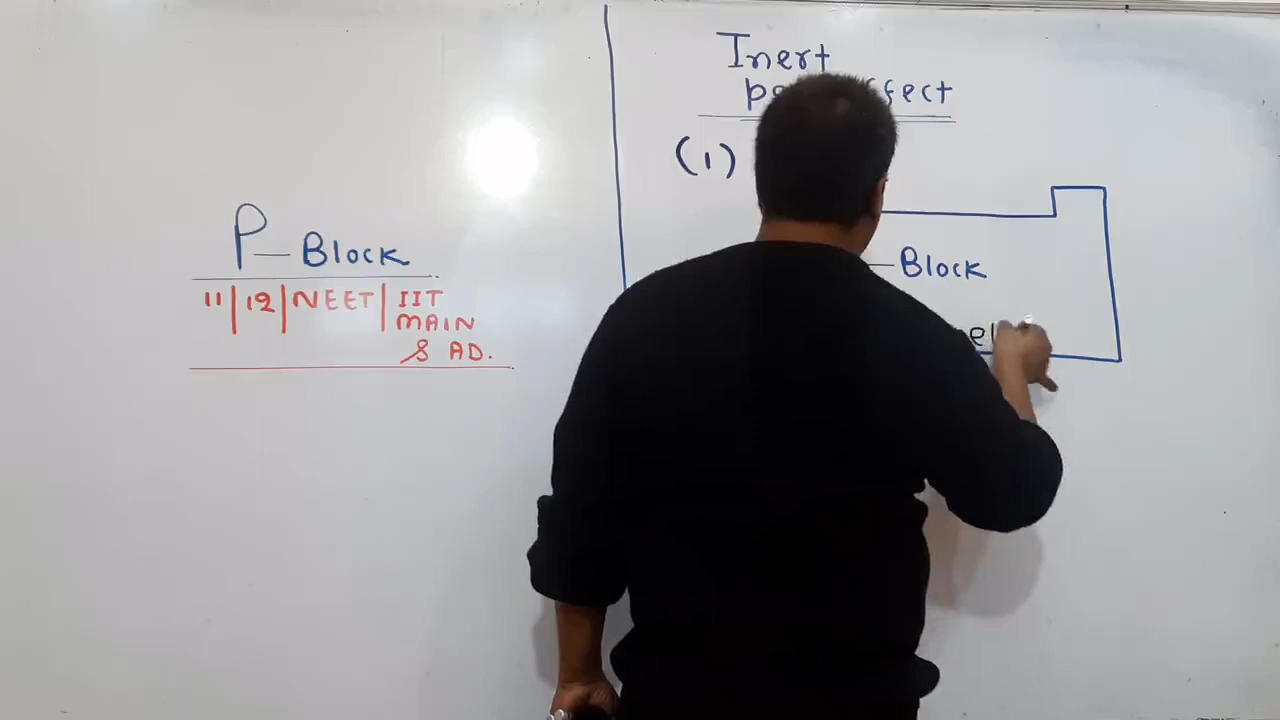 P-Block
11|12|NEET|IIT
MAIN
& AD.
Inert
(1)
Block